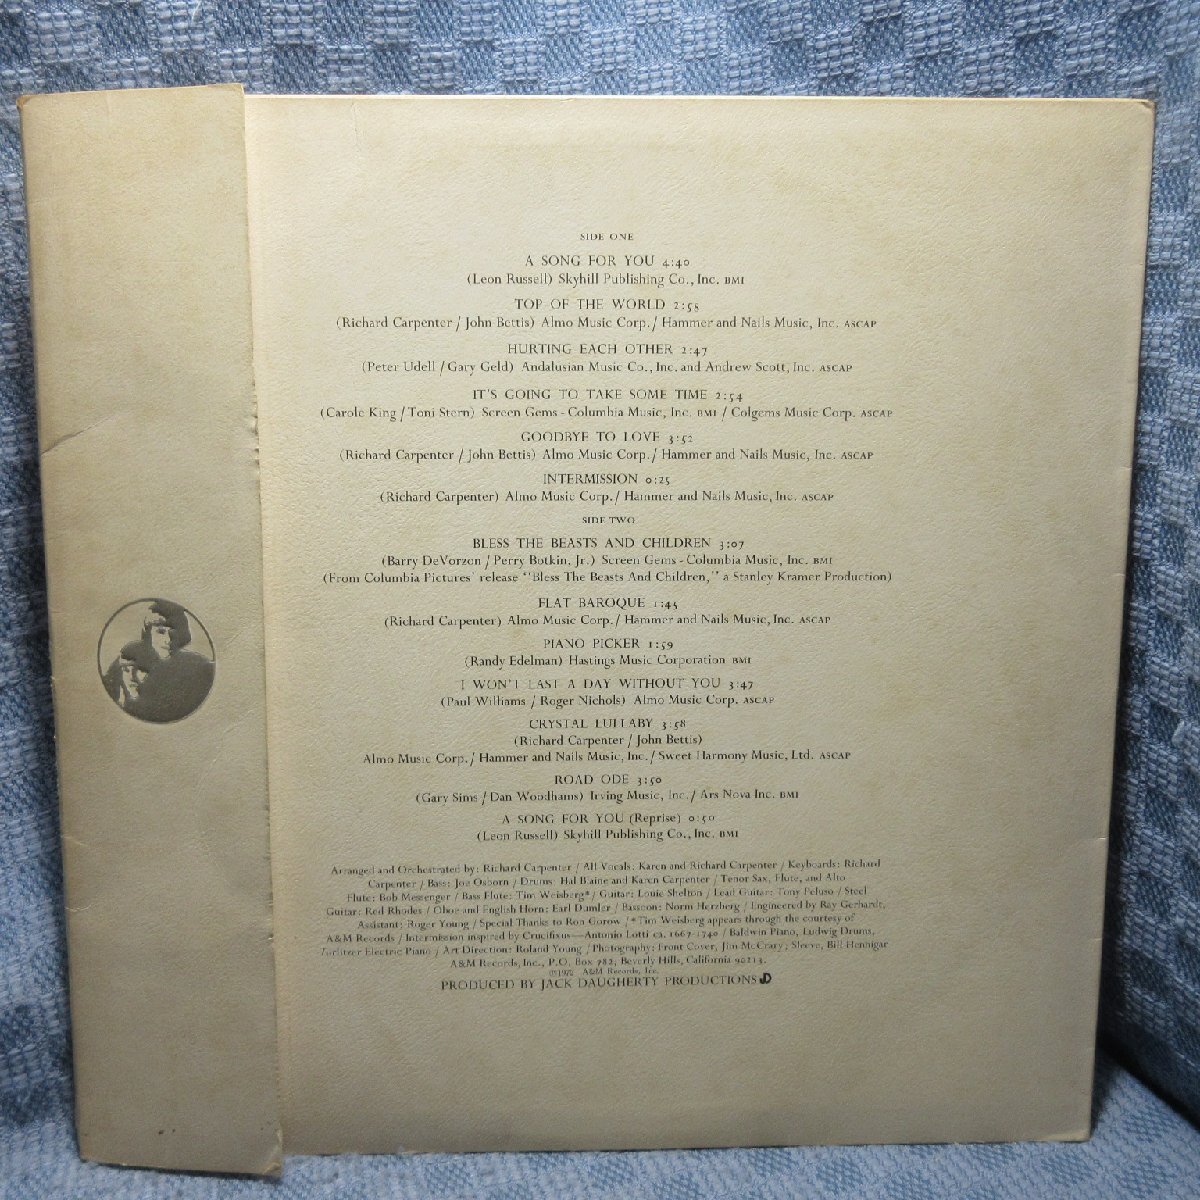 SIDE ONE
A SONG FOR YOU 4:40
(Leon Russell) Skyhill Publishing Co., Inc. BMI
TOP OF THE WORLD 2:58
(Richard Carpenter / John Bettis) Almo Music Corp. / Hammer and Nails Music, Inc. ASCAP
HURTING EACH OTHER 2:47
(Peter Udell / Gary Geld) Andalusian Music Co., Inc. and Andrew Scott, Inc. ASCAP
IT'S GOING TO TAKE SOME TIME 2:54
(Carole King / Toni Stern) Screen Gems - Columbia Music, Inc. BMI / Colgems Music Corp. ASCAP
GOODBYE TO LOVE 3:52
(Richard Carpenter / John Bettis) Almo Music Corp. / Hammer and Nails Music, Inc. ASCAP
INTERMISSION 0:25
(Richard Carpenter) Almo Music Corp. / Hammer and Nails Music, Inc. ASCAP
SIDE TWO
BLESS THE BEASTS AND CHILDREN 3:07
(Barry DeVorzon / Perry Botkin, Jr.) Screen Gems - Columbia Music, Inc. BMI
(From Columbia Pictures' release "Bless The Beasts And Children," a Stanley Kramer Production)
FLAT BAROQUE 1:45
(Richard Carpenter) Almo Music Corp. / Hammer and Nails Music, Inc. ASCAP
PIANO PICKER 1:59
(Randy Edelman) Hastings Music Corporation BMI
I WON'T LAST A DAY WITHOUT YOU 3:47
(Paul Williams / Roger Nichols) Almo Music Corp. ASCAP
CRYSTAL LULLABY 3:58
(Richard Carpenter / John Bettis)
Almo Music Corp. / Hammer and Nails Music, Inc. / Sweet Harmony Music, Ltd. ASCAP
ROAD ODE 3:50
(Gary Sims / Dan Woodhams) Irving Music, Inc. / Ars Nova Inc. BMI
A SONG FOR YOU (Reprise) 0:50
(Leon Russell) Skyhill Publishing Co., Inc. BMI
Arranged and Orchestrated by: Richard Carpenter / All Vocals: Karen and Richard Carpenter / Keyboards: Richard
Carpenter / Bass: Joe Osborn / Drums: Hal Blaine and Karen Carpenter / Tenor Sax, Flute, and Alto
Flute: Bob Messenger / Bass Flute: Tim Weisberg* / Guitar: Louie Shelton / Lead Guitar: Tony Peluso / Steel
Guitar: Red Rhodes / Oboe and English Horn: Earl Dumler / Bassoon: Norm Herzberg / Engineered by Ray Gerhardt,
Assistant: Roger Young / Special Thanks to Ron Gorow / *Tim Weisberg appears through the courtesy of
A&M Records / Intermission inspired by Crucifixus—Antonio Lotti ca. 1667-1740 / Baldwin Piano, Ludwig Drums,
Wurlitzer Electric Piano / Art Direction: Roland Young / Photography: Front Cover, Jim McCrary; Sleeve, Bill Hennigar
A&M Records, Inc., P.O. Box 782, Beverly Hills, California 90213.
℗1972 A&M Records, Inc.
PRODUCED BY JACK DAUGHERTY PRODUCTIONS JD